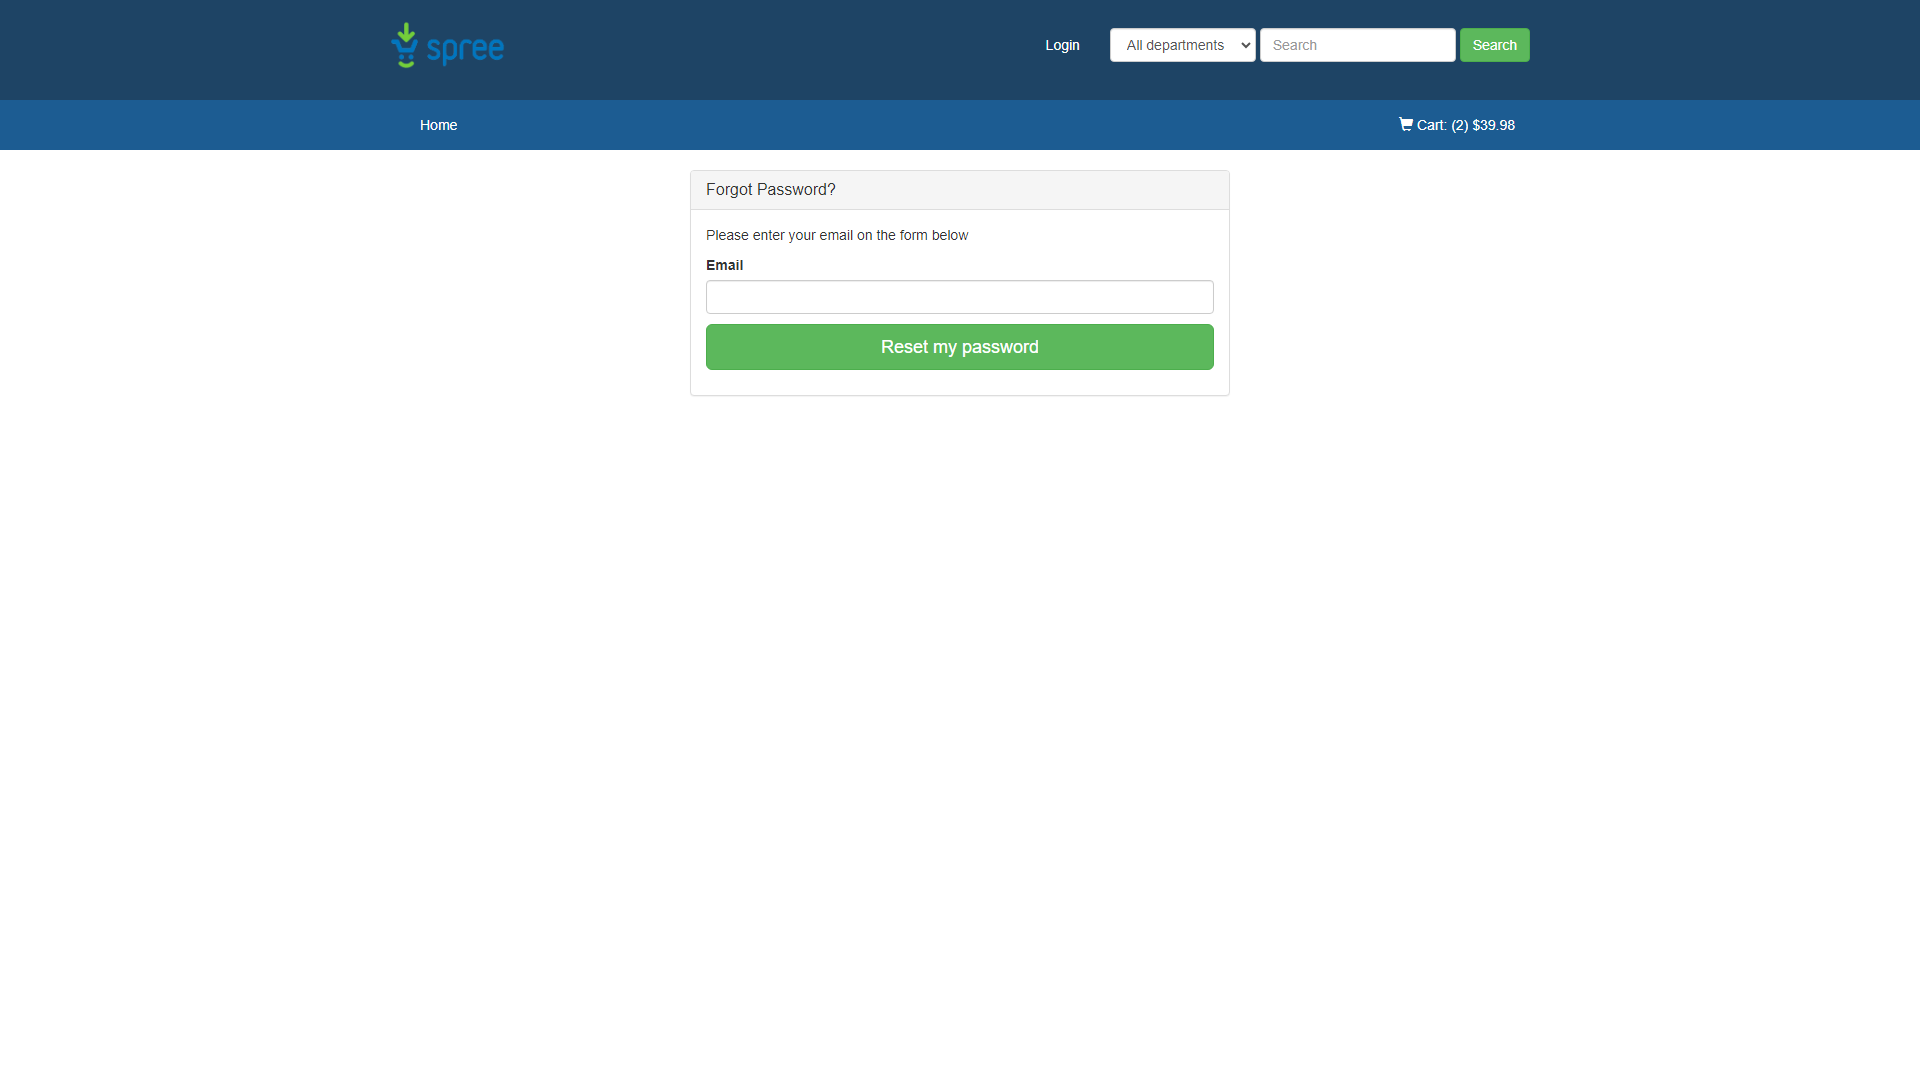 spree
Login
All departments
Search
Search
Home
Cart: (2) $39.98
Forgot Password?
Please enter your email on the form below
Email
Reset my password